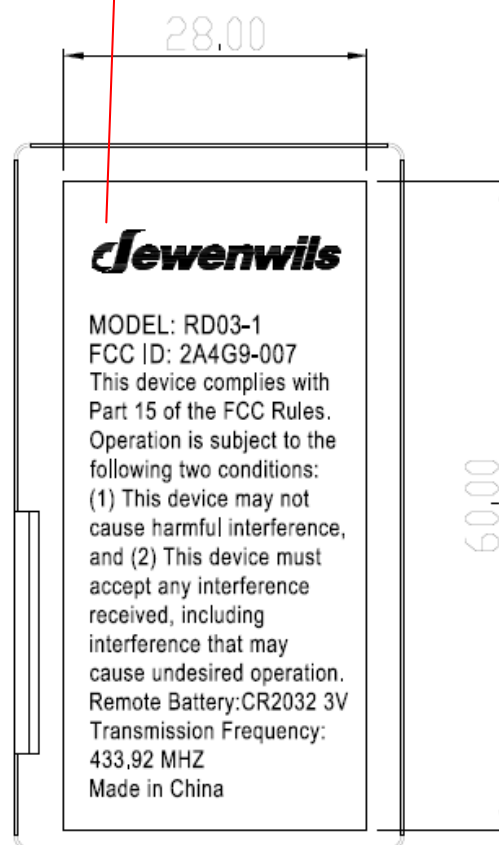 28.00
dewenwils
MODEL: RD03-1
FCC ID: 2A4G9-007
This device complies with
Part 15 of the FCC Rules.
Operation is subject to the
following two conditions:
(1) This device may not
cause harmful interference,
and (2) This device must
accept any interference
received, including
interference that may
cause undesired operation.
Remote Battery:CR2032 3V
Transmission Frequency:
433,92 MHZ
Made in China
60.00